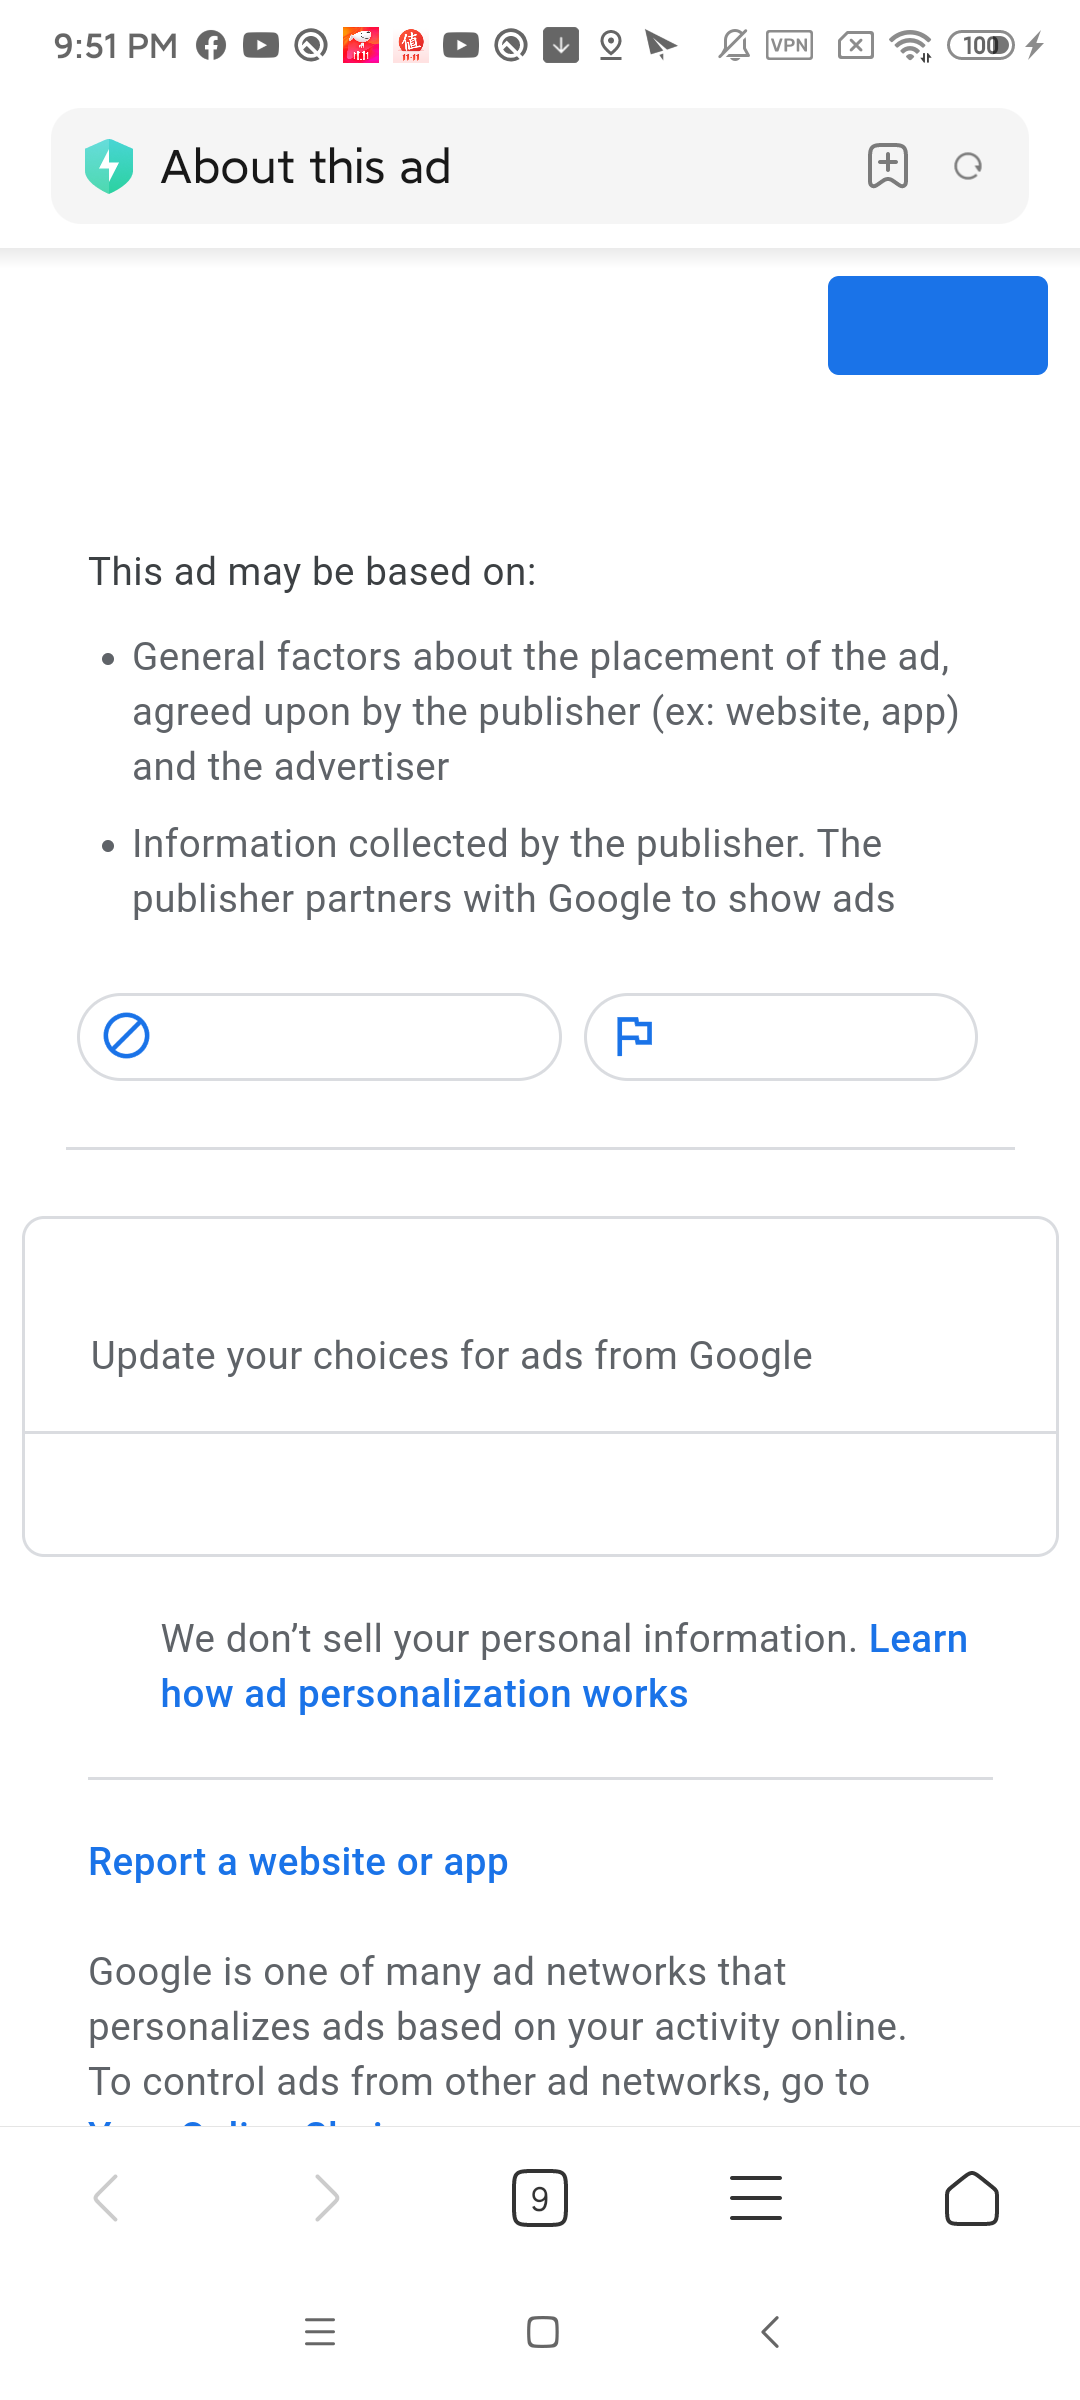 9:51 PM
VPN
100
About this ad
This ad may be based on:
General factors about the placement of the ad,
agreed upon by the publisher (ex: website, app)
and the advertiser
Information collected by the publisher. The
publisher partners with Google to show ads
Update your choices for ads from Google
We don’t sell your personal information. Learn
how ad personalization works
Report a website or app
Google is one of many ad networks that
personalizes ads based on your activity online.
To control ads from other ad networks, go to
9